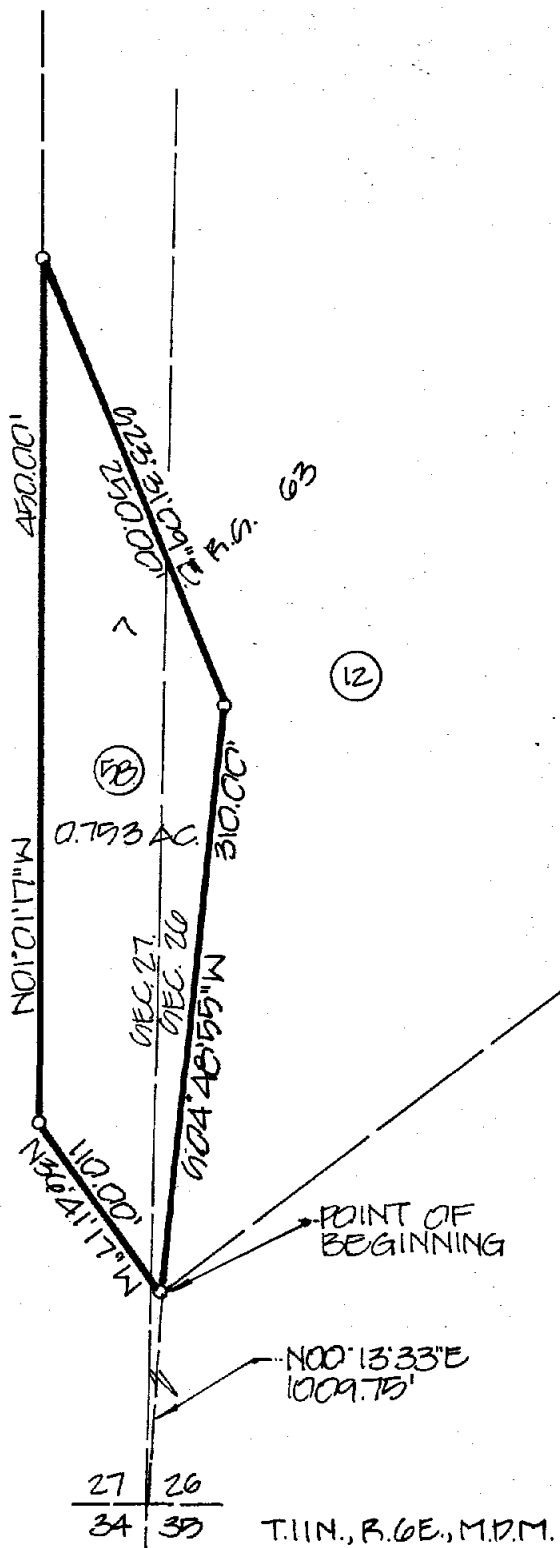 450.00'
N01°01'17"W
S23°31'09"E
250.00'
R.S. 63
12
58
0.753 AC.
310.00'
S04°48'55"W
SEC. 27
SEC. 26
110.00'
N36°41'17"W
POINT OF
BEGINNING
N00°13'33"E
1009.75'
27 26
34 35
T.11N., R.6E., M.D.M.